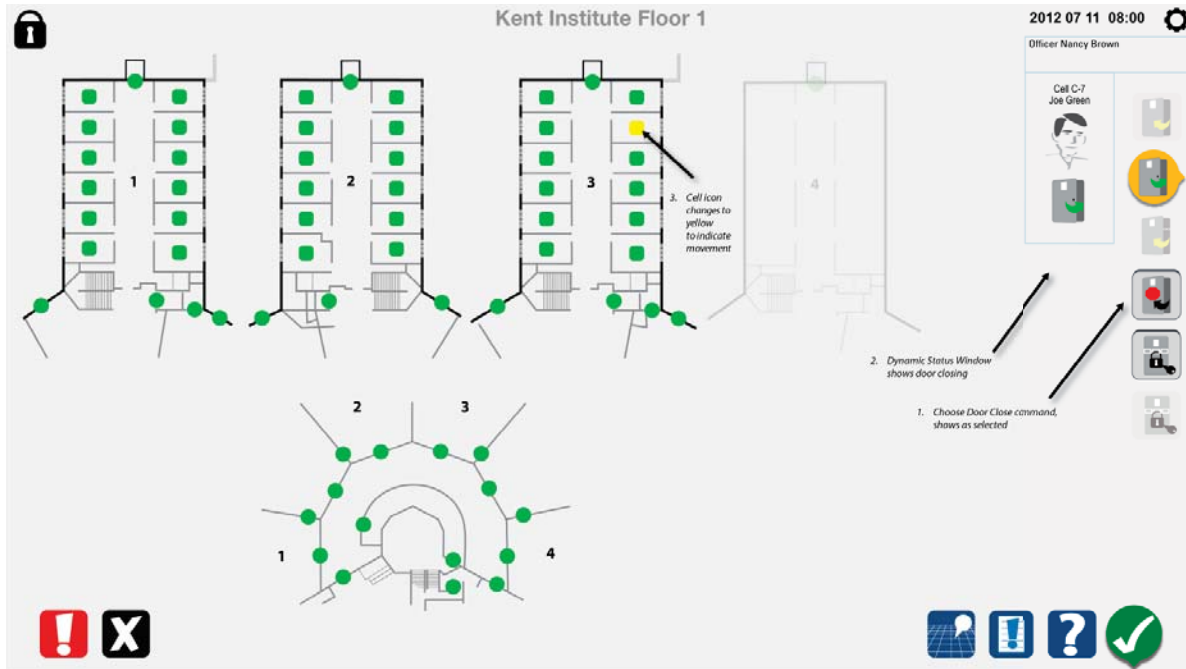 Kent Institute Floor 1
2012 07 11 08:00
Officer Nancy Brown
Cell C-7
Joe Green
1
2
3
4
3. Cell icon
changes to
yellow
to indicate
movement
2. Dynamic Status Window
shows door closing
1. Choose Door Close command,
shows as selected
2
3
1
4